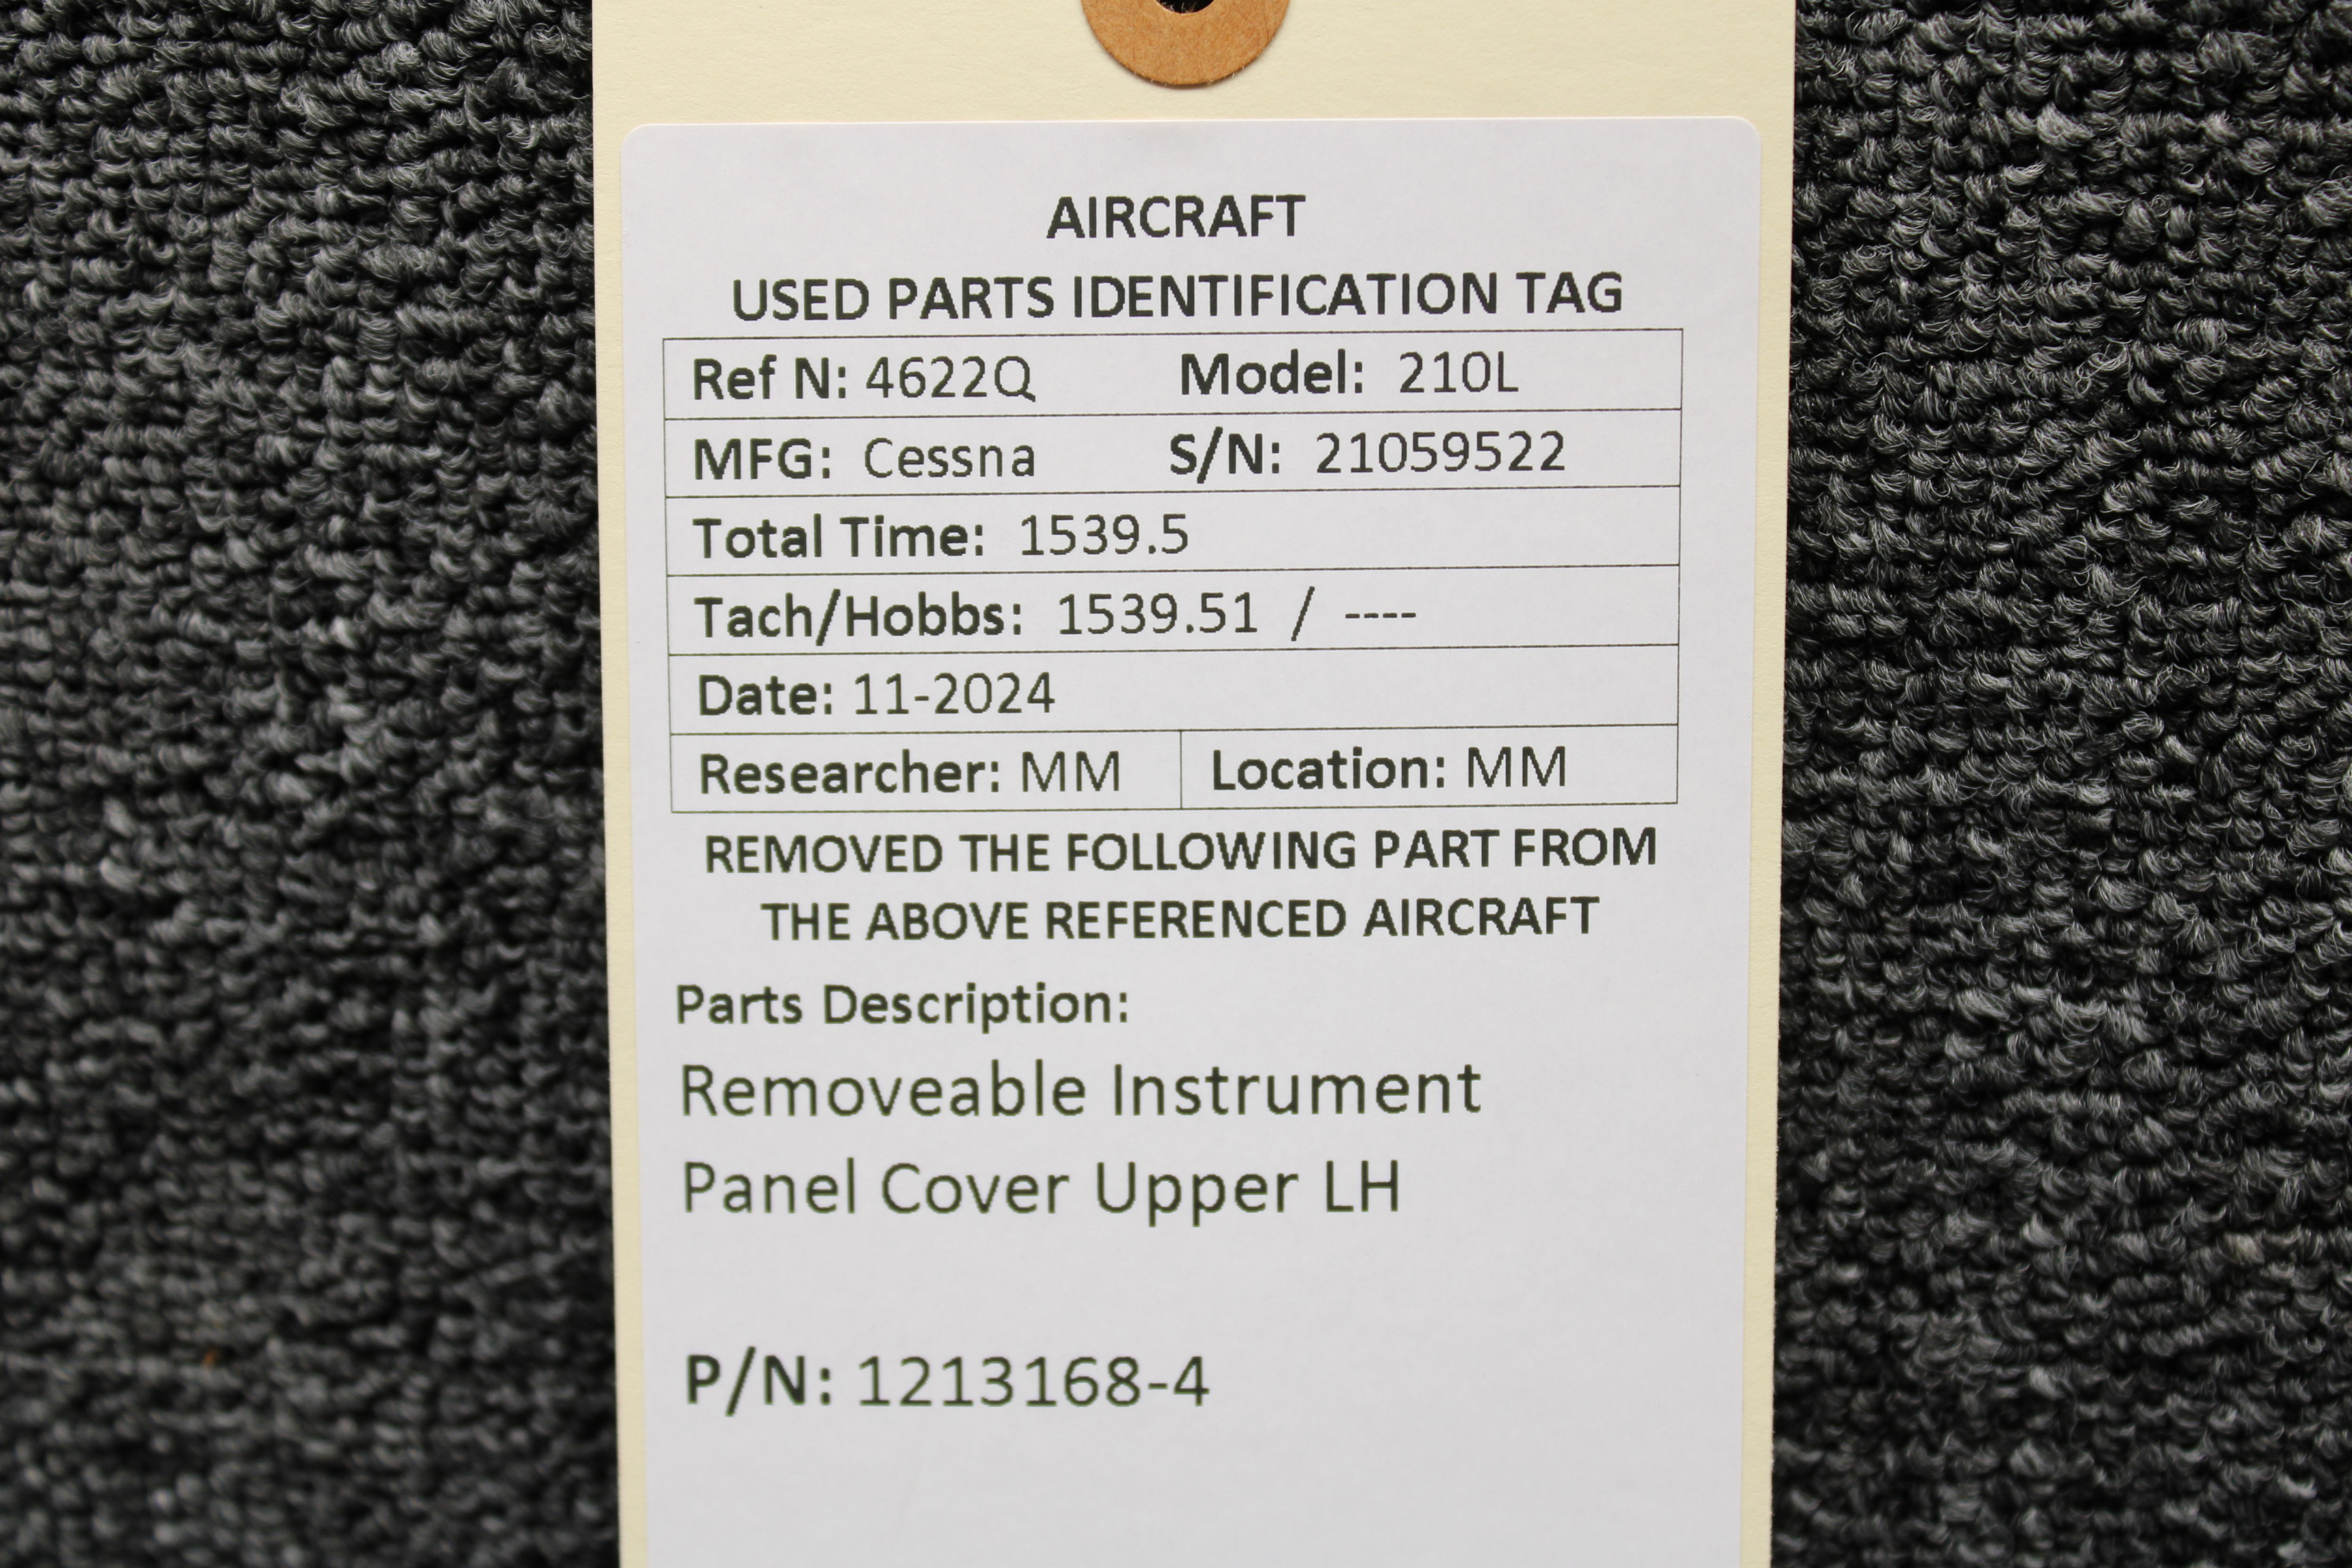 AIRCRAFT
USED PARTS IDENTIFICATION TAG
Ref N: 4622Q Model: 210L
MFG: Cessna S/N: 21059522
Total Time: 1539.5
Tach/Hobbs: 1539.51 / ----
Date: 11-2024
Researcher: MM Location: MM
REMOVED THE FOLLOWING PART FROM
THE ABOVE REFERENCED AIRCRAFT
Parts Description:
Removeable Instrument
Panel Cover Upper LH
P/N: 1213168-4